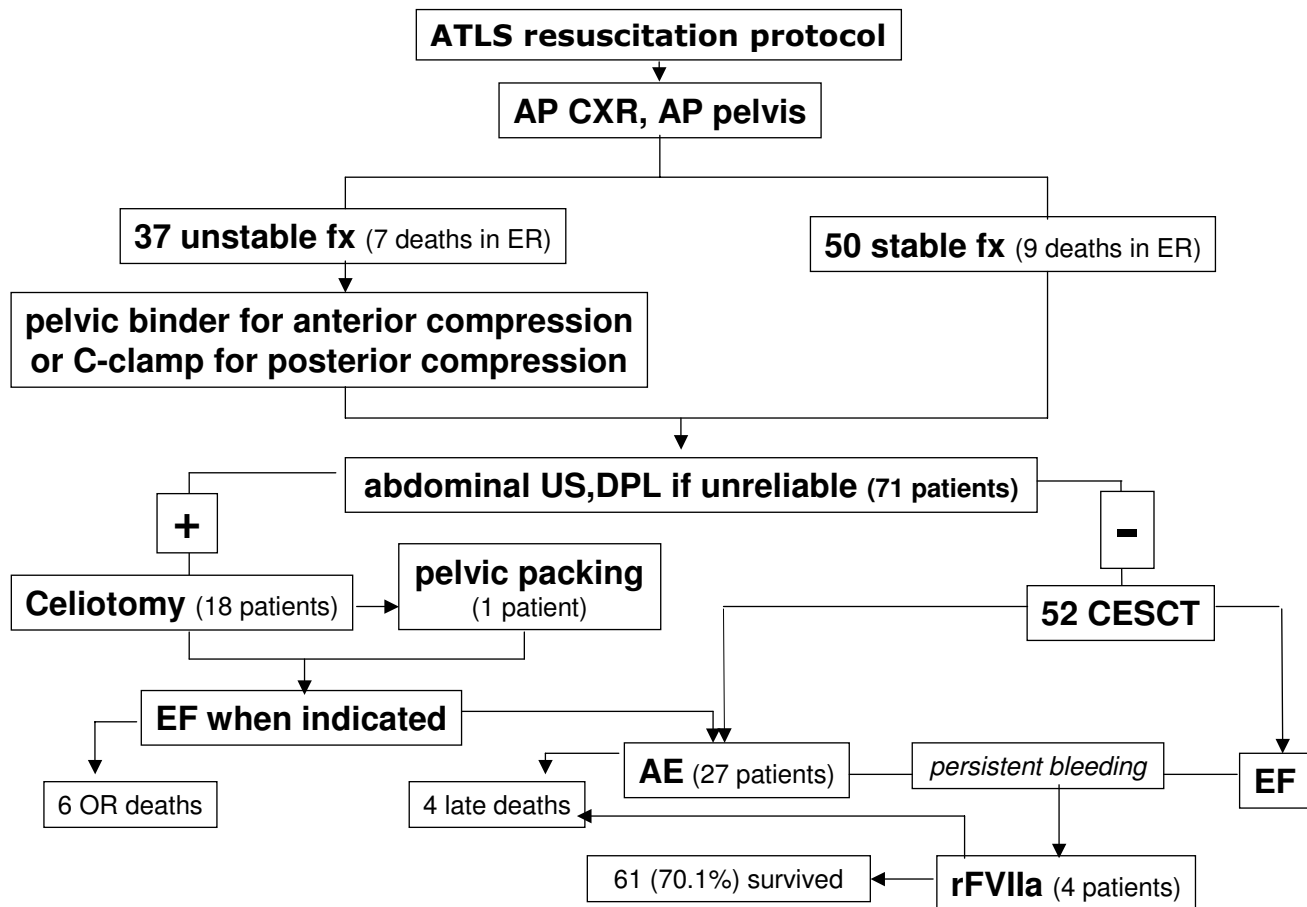 ATLS resuscitation protocol
AP CXR, AP pelvis
37 unstable fx (7 deaths in ER)
50 stable fx (9 deaths in ER)
pelvic binder for anterior compression
or C-clamp for posterior compression
abdominal US,DPL if unreliable (71 patients)
+
-
Celiotomy (18 patients)
pelvic packing
(1 patient)
52 CESCT
EF when indicated
AE (27 patients)
persistent bleeding
EF
6 OR deaths
4 late deaths
61 (70.1%) survived
rFVIIa (4 patients)